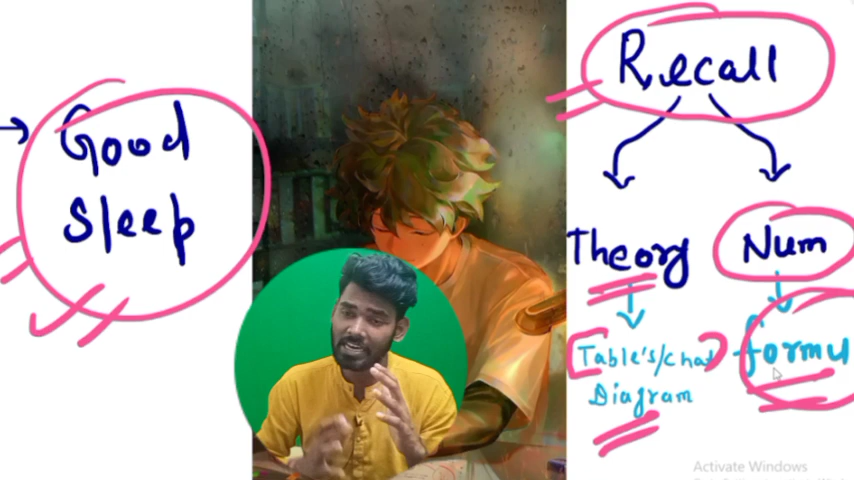 Good
Sleep
Recall
Theory
Num
Table's/chat
Diagram
formu
Activate Windows